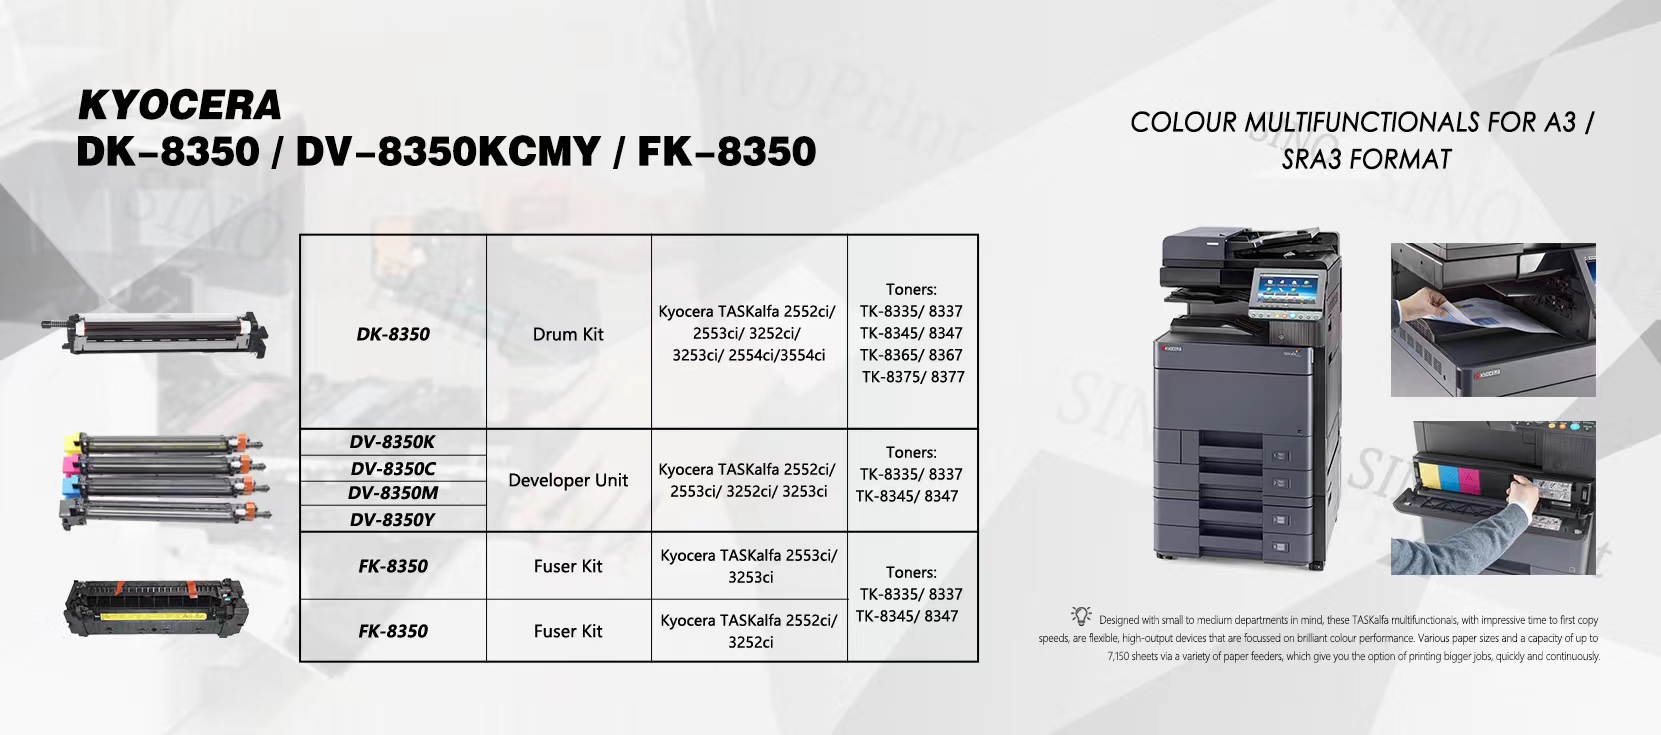 KYOCERA
DK-8350 / DV-8350KCMY / FK-8350
COLOUR MULTIFUNCTIONALS FOR A3 /
SRA3 FORMAT
DK-8350
Drum Kit
Kyocera TASKalfa 2552ci/
2553ci/ 3252ci/
3253ci/ 2554ci/3554ci
Toners:
TK-8335/ 8337
TK-8345/ 8347
TK-8365/ 8367
TK-8375/ 8377
DV-8350K
DV-8350C
DV-8350M
DV-8350Y
Developer Unit
Kyocera TASKalfa 2552ci/
2553ci/ 3252ci/ 3253ci
Toners:
TK-8335/ 8337
TK-8345/ 8347
FK-8350
Fuser Kit
Kyocera TASKalfa 2553ci/
3253ci
FK-8350
Fuser Kit
Kyocera TASKalfa 2552ci/
3252ci
Toners:
TK-8335/ 8337
TK-8345/ 8347
KYOCERA
KYOCERA
Designed with small to medium departments in mind, these TASKalfa multifunctionals, with impressive time to first copy
speeds, are flexible, high-output devices that are focussed on brilliant colour performance. Various paper sizes and a capacity of up to
7,150 sheets via a variety of paper feeders, which give you the option of printing bigger jobs, quickly and continuously.
SINO Print
SINO
SINO
SINO